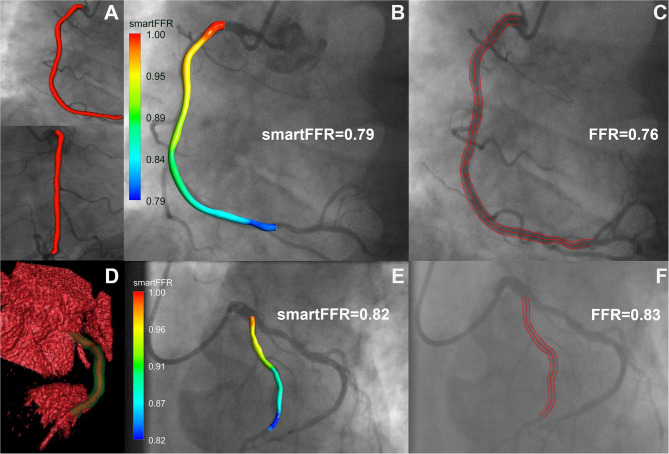 A
B
C
smartFFR
1.00
0.95
0.89
0.84
0.79
smartFFR=0.79
FFR=0.76
D
E
F
smartFFR
1.00
0.96
0.91
0.87
0.82
smartFFR=0.82
FFR=0.83